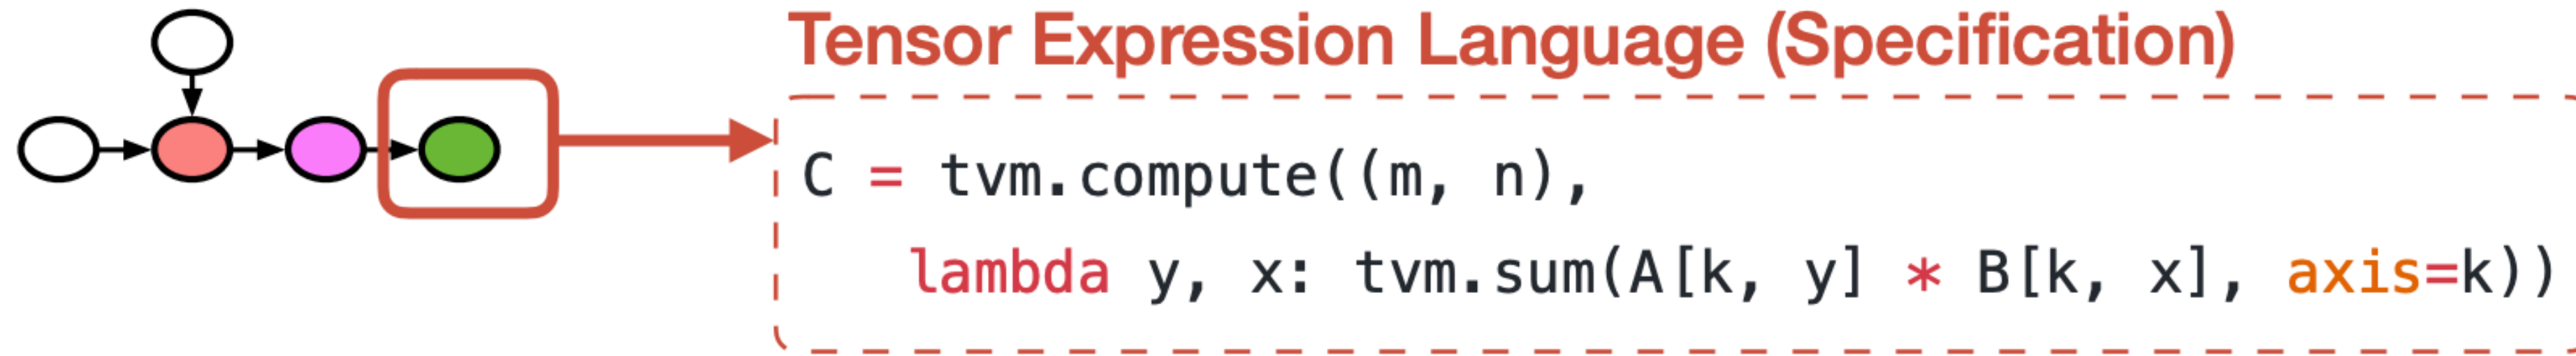 Tensor Expression Language (Specification)
C = tvm.compute((m, n),
lambda y, x: tvm.sum(A[k, y] * B[k, x], axis=k))